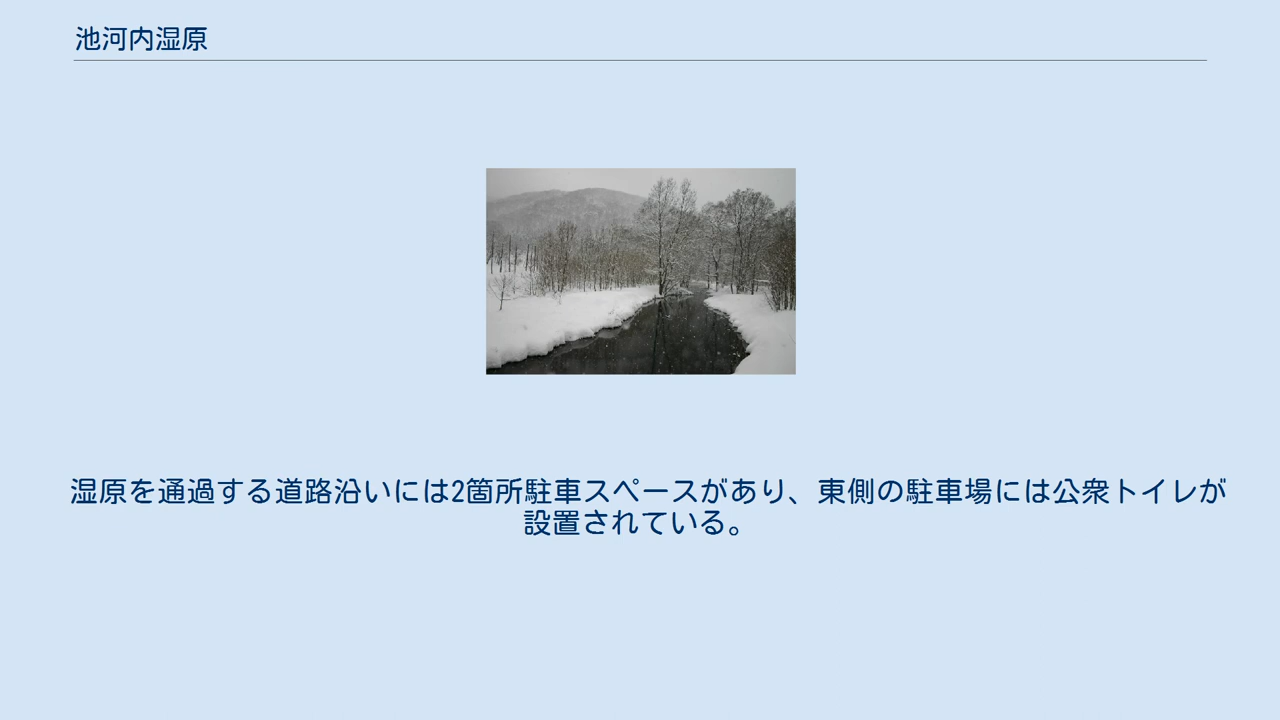 池河内湿原
湿原を通過する道路沿いには2箇所駐車スペースがあり、東側の駐車場には公衆トイレが
設置されている。